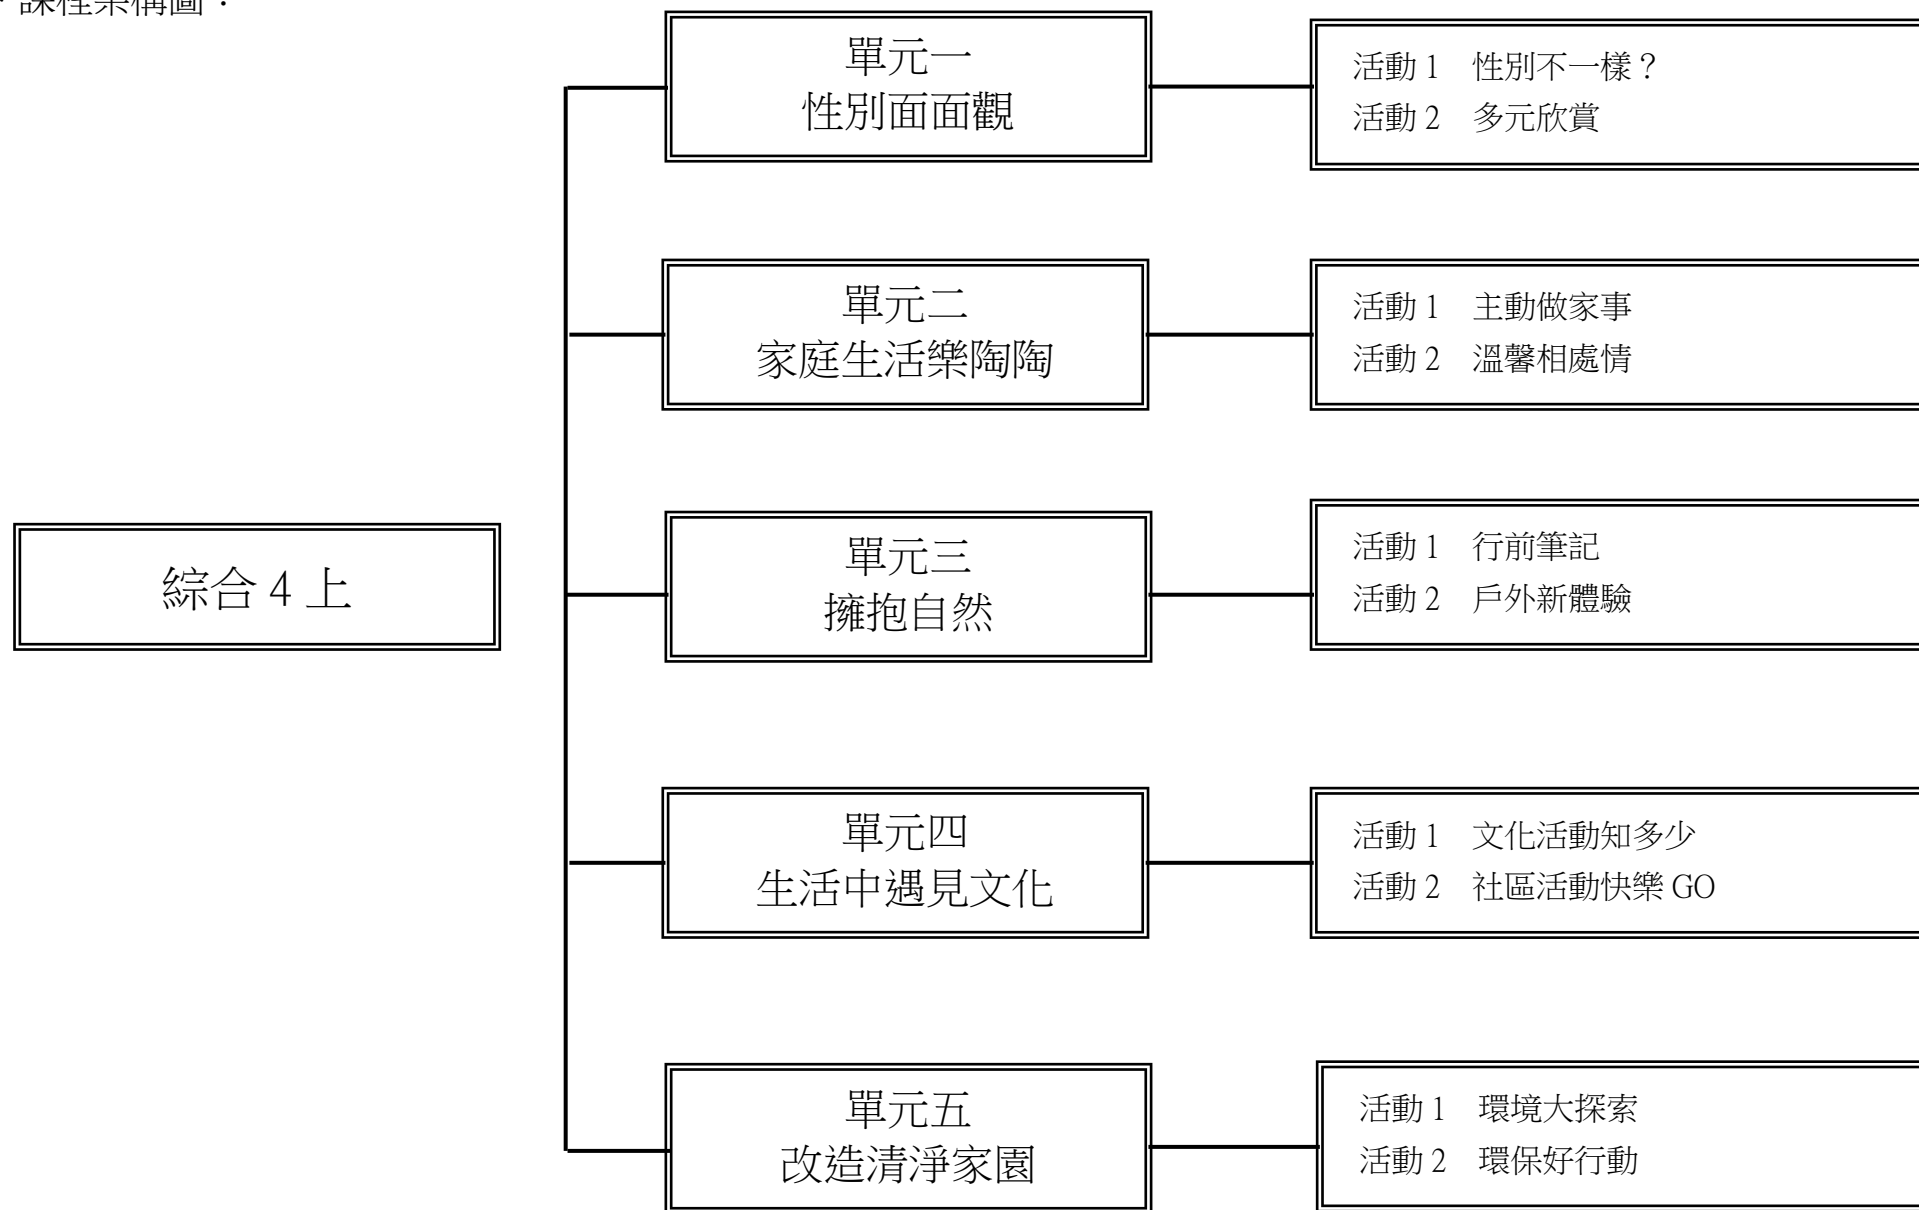 課程架構圖：
單元一
性別面面觀
活動 1 性別不一樣？
活動 2 多元欣賞
單元二
家庭生活樂陶陶
活動 1 主動做家事
活動 2 溫馨相處情
綜合 4 上
單元三
擁抱自然
活動 1 行前筆記
活動 2 戶外新體驗
單元四
生活中遇見文化
活動 1 文化活動知多少
活動 2 社區活動快樂 GO
單元五
改造清淨家園
活動 1 環境大探索
活動 2 環保好行動